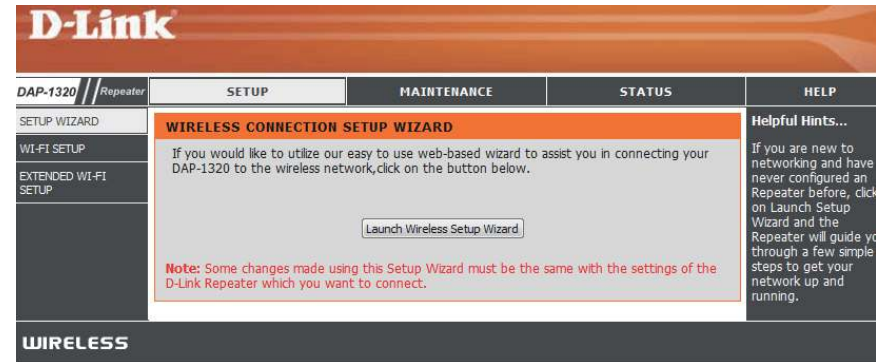 D-Link
DAP-1320 // Repeater
SETUP
MAINTENANCE
STATUS
HELP
SETUP WIZARD
WI-FI SETUP
EXTENDED WI-FI
SETUP
WIRELESS CONNECTION SETUP WIZARD
If you would like to utilize our easy to use web-based wizard to assist you in connecting your
DAP-1320 to the wireless network,click on the button below.
Launch Wireless Setup Wizard
Note: Some changes made using this Setup Wizard must be the same with the settings of the
D-Link Repeater which you want to connect.
Helpful Hints...
If you are new to
networking and have
never configured an
Repeater before, click
on Launch Setup
Wizard and the
Repeater will guide yo
through a few simple
steps to get your
network up and
running.
WIRELESS